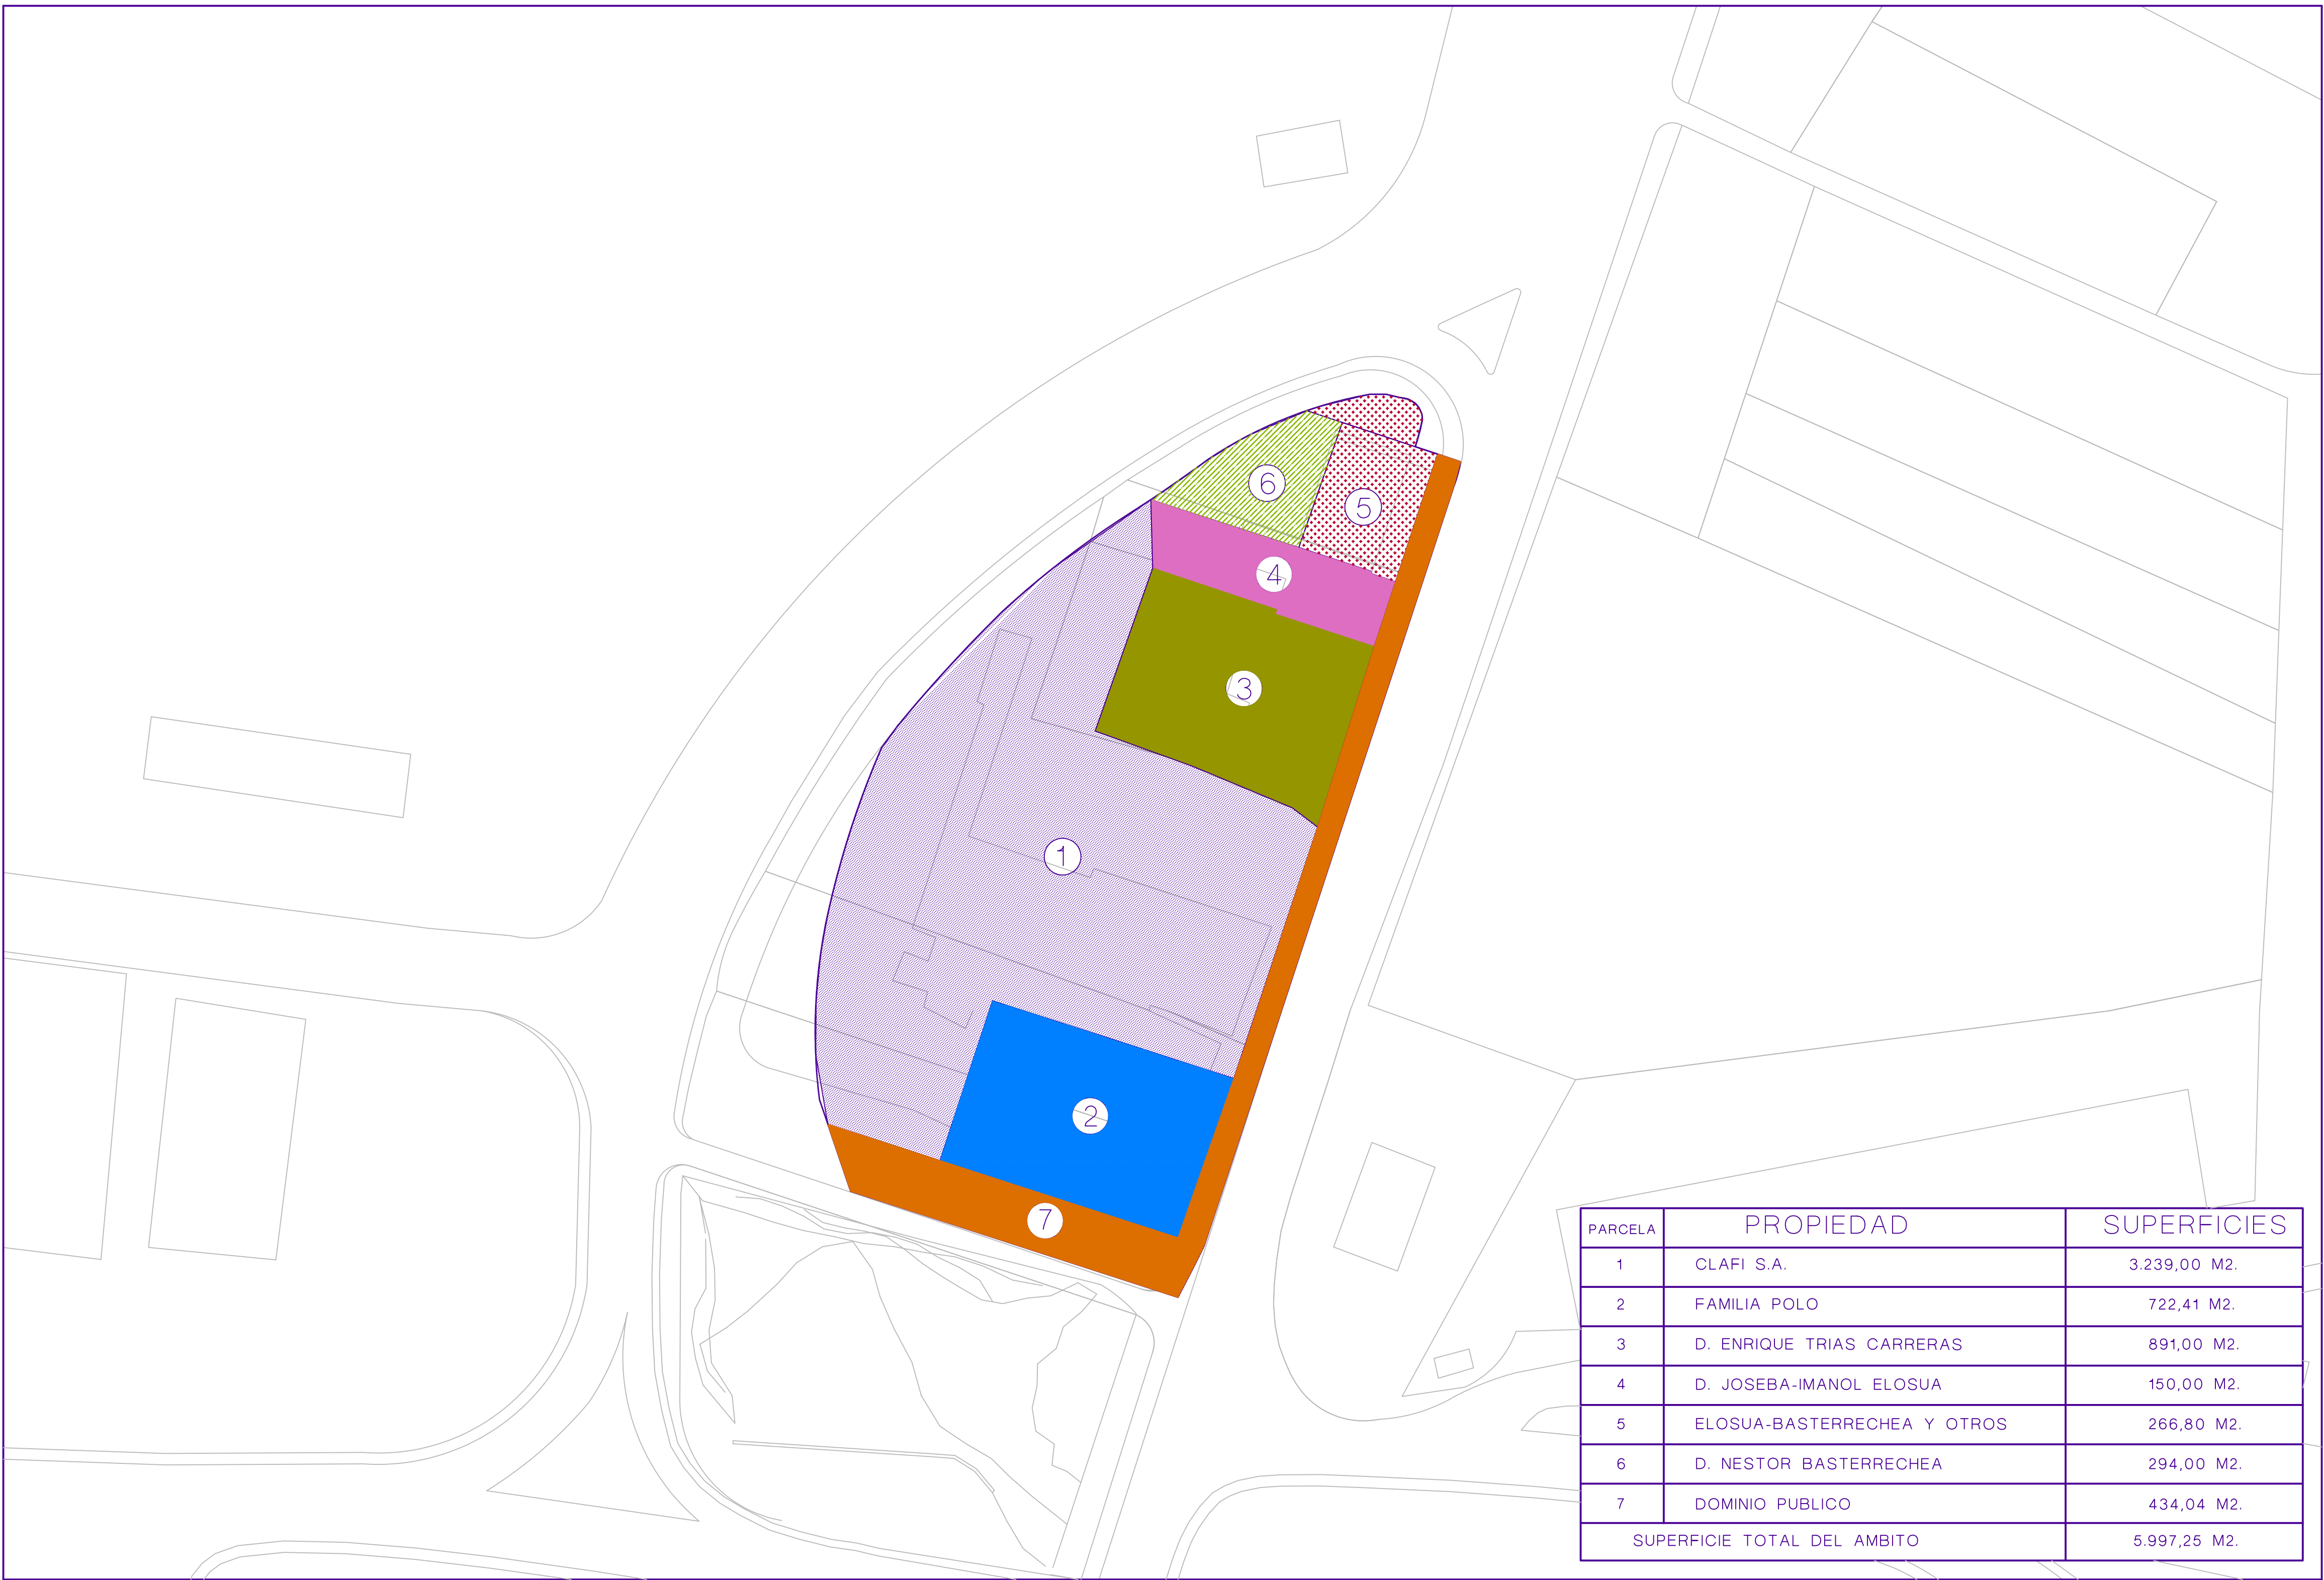 6
5
4
3
1
2
7
PARCELA PROPIEDAD SUPERFICIES
1 CLAFI S.A. 3.239,00 M2.
2 FAMILIA POLO 722,41 M2.
3 D. ENRIQUE TRIAS CARRERAS 891,00 M2.
4 D. JOSEBA-IMANOL ELOSUA 150,00 M2.
5 ELOSUA-BASTERRECHEA Y OTROS 266,80 M2.
6 D. NESTOR BASTERRECHEA 294,00 M2.
7 DOMINIO PUBLICO 434,04 M2.
SUPERFICIE TOTAL DEL AMBITO 5.997,25 M2.